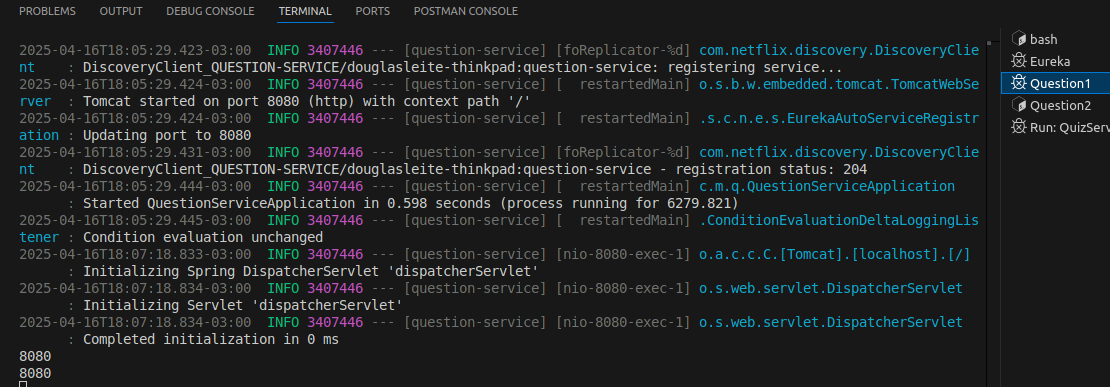 PROBLEMS OUTPUT DEBUG CONSOLE TERMINAL PORTS POSTMAN CONSOLE
2025-04-16T18:05:29.423-03:00  INFO 3407446 --- [question-service] [foReplicator-%d] com.netflix.discovery.DiscoveryClie
nt    : DiscoveryClient_QUESTION-SERVICE/douglasleite-thinkpad:question-service: registering service...
2025-04-16T18:05:29.424-03:00  INFO 3407446 --- [question-service] [  restartedMain] o.s.b.w.embedded.tomcat.TomcatWebSe
rver  : Tomcat started on port 8080 (http) with context path '/'
2025-04-16T18:05:29.424-03:00  INFO 3407446 --- [question-service] [  restartedMain] .s.c.n.e.s.EurekaAutoServiceRegistr
ation : Updating port to 8080
2025-04-16T18:05:29.431-03:00  INFO 3407446 --- [question-service] [foReplicator-%d] com.netflix.discovery.DiscoveryClie
nt    : DiscoveryClient_QUESTION-SERVICE/douglasleite-thinkpad:question-service - registration status: 204
2025-04-16T18:05:29.444-03:00  INFO 3407446 --- [question-service] [  restartedMain] c.m.q.QuestionServiceApplication
      : Started QuestionServiceApplication in 0.598 seconds (process running for 6279.821)
2025-04-16T18:05:29.445-03:00  INFO 3407446 --- [question-service] [  restartedMain] .ConditionEvaluationDeltaLoggingLis
tener : Condition evaluation unchanged
2025-04-16T18:07:18.833-03:00  INFO 3407446 --- [question-service] [nio-8080-exec-1] o.a.c.c.C.[Tomcat].[localhost].[/]
      : Initializing Spring DispatcherServlet 'dispatcherServlet'
2025-04-16T18:07:18.834-03:00  INFO 3407446 --- [question-service] [nio-8080-exec-1] o.s.web.servlet.DispatcherServlet
      : Initializing Servlet 'dispatcherServlet'
2025-04-16T18:07:18.834-03:00  INFO 3407446 --- [question-service] [nio-8080-exec-1] o.s.web.servlet.DispatcherServlet
      : Completed initialization in 0 ms
8080
8080
bash
Eureka
Question1
Question2
Run: QuizServ